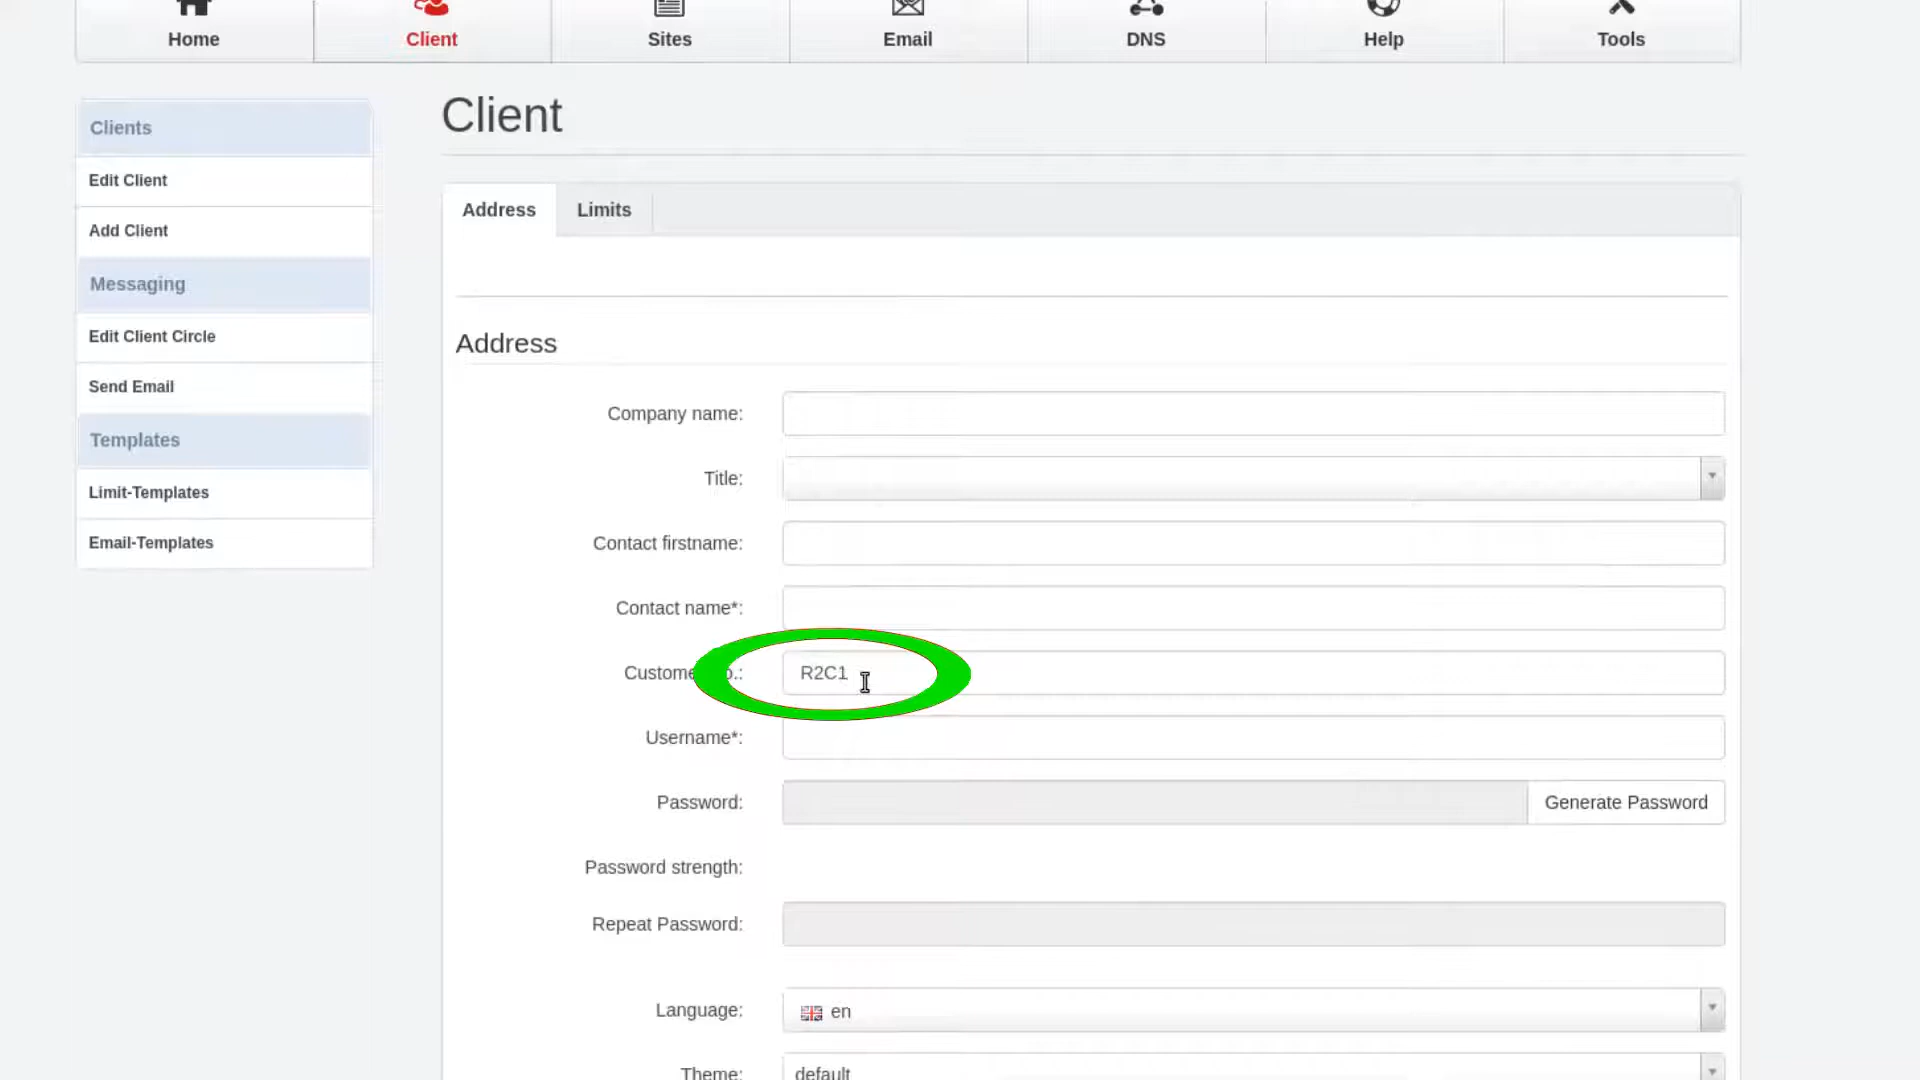 Home
Client
Sites
Email
DNS
Help
Tools
Clients
Edit Client
Add Client
Messaging
Edit Client Circle
Send Email
Templates
Limit-Templates
Email-Templates
Client
Address Limits
Address
Company name:
Title:
Contact firstname:
Contact name*:
Custome o.: R2C1
Username*:
Password: Generate Password
Password strength:
Repeat Password:
Language: en
Theme: default